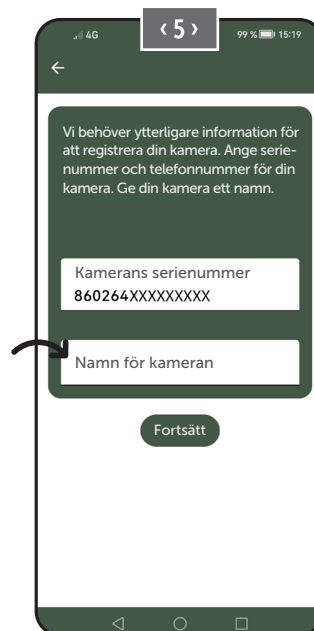 4G
‹ 5 ›
99 % 15:19
Vi behöver ytterligare information för
att registrera din kamera. Ange serie-
nummer och telefonnummer för din
kamera. Ge din kamera ett namn.
Kamerans serienummer
860264XXXXXXXXX
Namn för kameran
Fortsätt